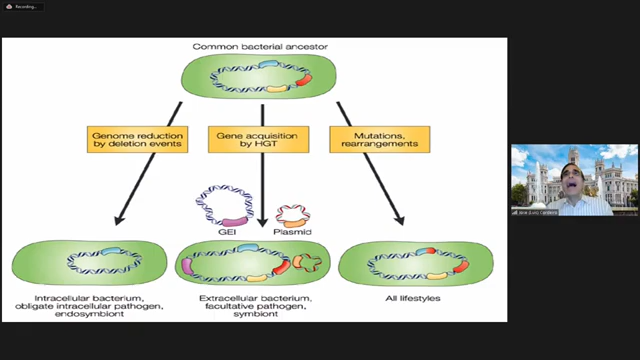 Recording...
Common bacterial ancestor
Genome reduction
by deletion events
Gene acquisition
by HGT
Mutations,
rearrangements
GEI
Plasmid
Intracellular bacterium,
obligate intracellular pathogen,
endosymbiont
Extracellular bacterium,
facultative pathogen,
symbiont
All lifestyles